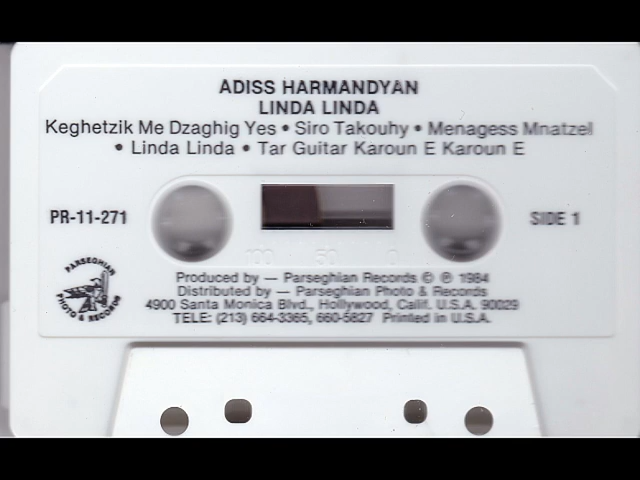 ADISS HARMANDYAN
LINDA LINDA
Keghetzik Me Dzaghig Yes • Siro Takouhy • Menagess Mnatzel
• Linda Linda • Tar Guitar Karoun E Karoun E
PR-11-271
SIDE 1
100 50 0
PARSEGHIAN
PHOTO & RECORDS
Produced by — Parseghian Records © ℗ 1984
Distributed by — Parseghian Photo & Records
4900 Santa Monica Blvd., Hollywood, Calif. U.S.A. 90029
TELE: (213) 664-3365, 660-5827 Printed in U.S.A.